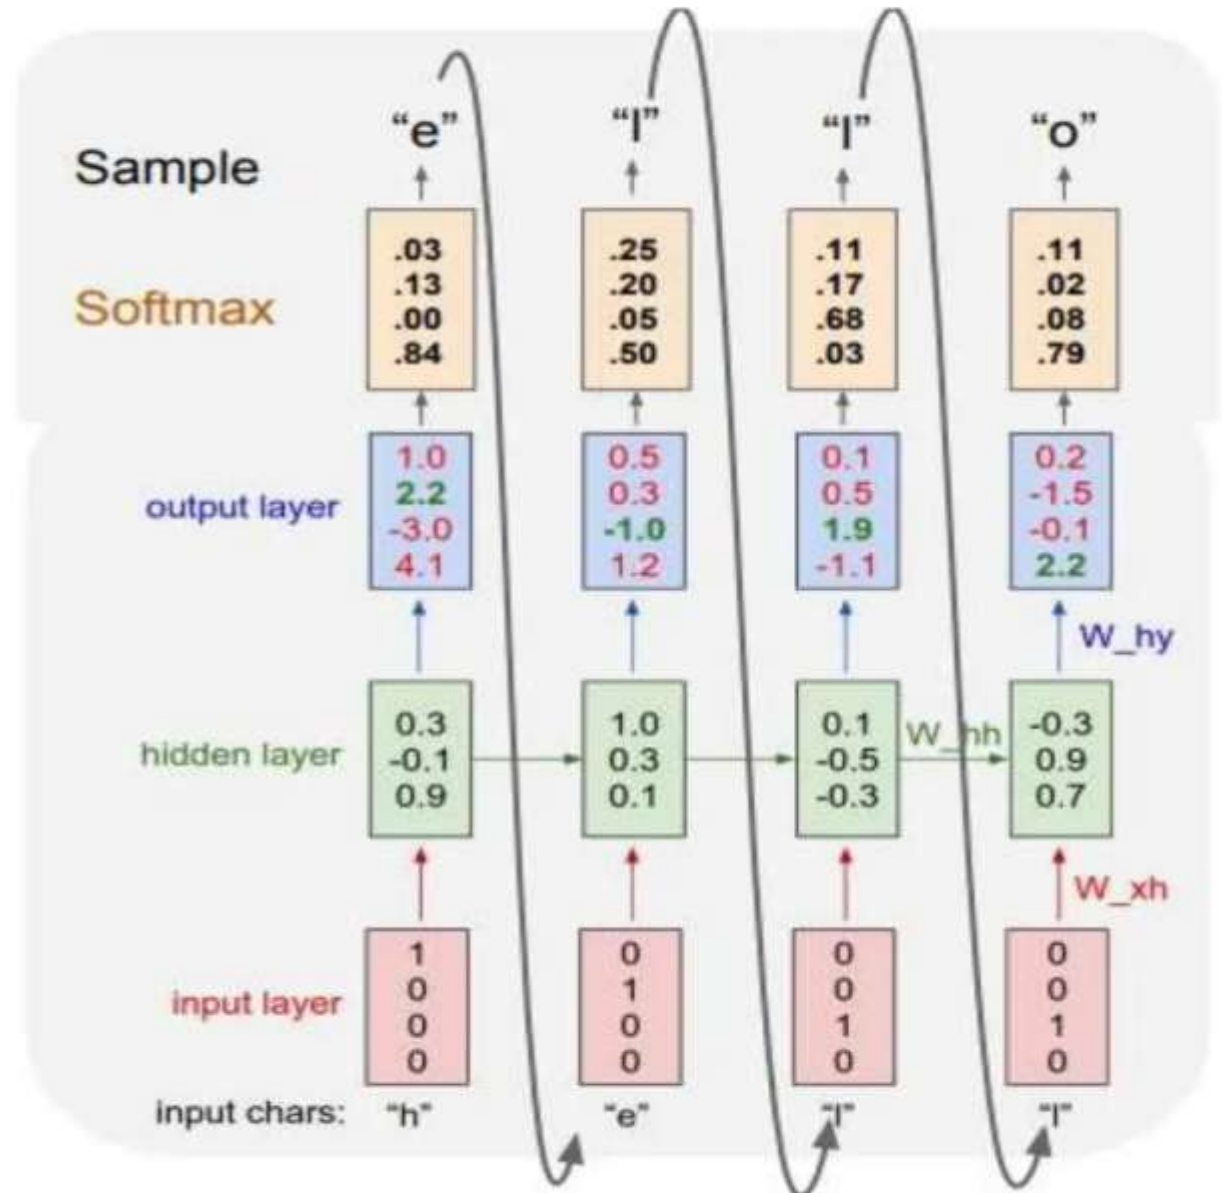 “e” “l” “l” “o”
Sample
.03 .25 .11 .11
.13 .20 .17 .02
Softmax
.00 .05 .68 .08
.84 .50 .03 .79
1.0 0.5 0.1 0.2
2.2 0.3 0.5 -1.5
output layer
-3.0 -1.0 1.9 -0.1
4.1 1.2 -1.1 2.2
W_hy
0.3 1.0 0.1 -0.3
W_hh
hidden layer
-0.1 0.3 -0.5 0.9
0.9 0.1 -0.3 0.7
W_xh
1 0 0 0
0 1 0 0
input layer
0 0 1 1
0 0 0 0
input chars: “h” “e” “l” “l”